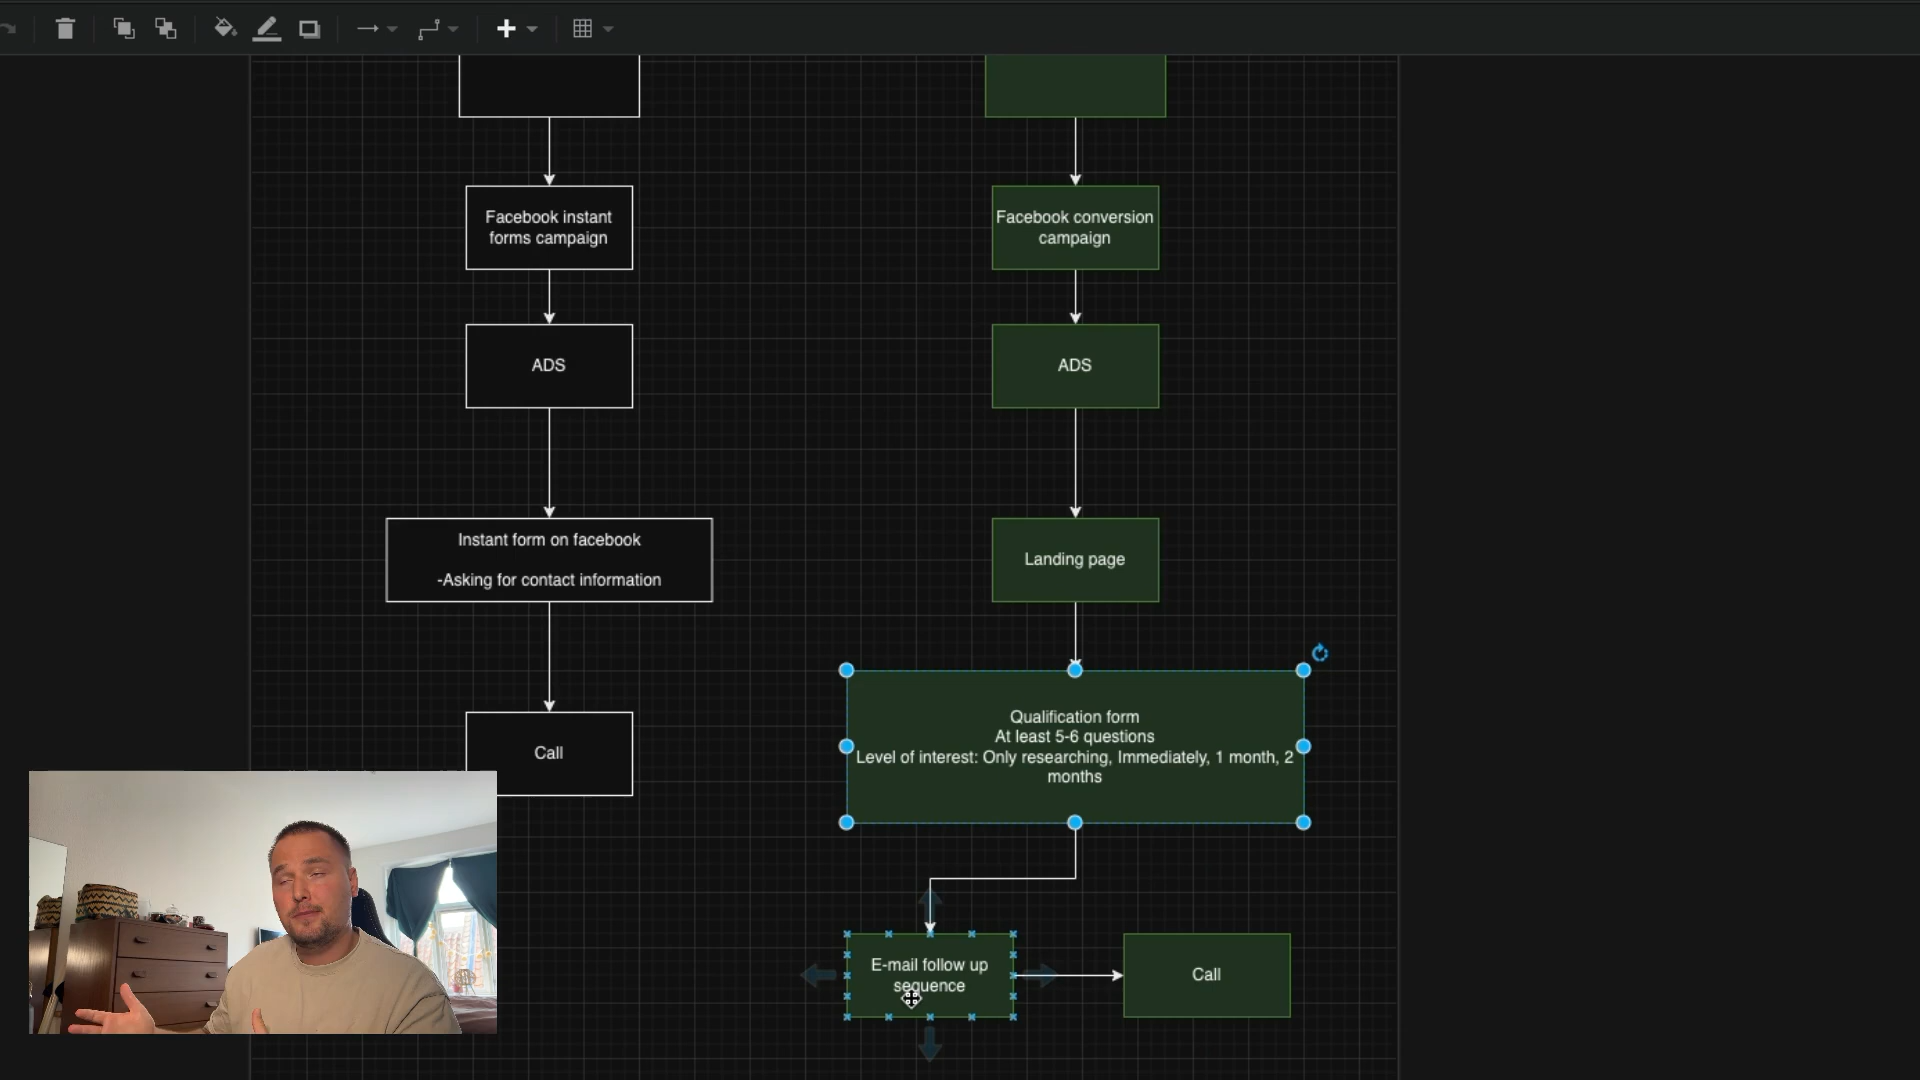 Facebook instant
forms campaign
ADS
Instant form on facebook
-Asking for contact information
Call
Facebook conversion
campaign
ADS
Landing page
Qualification form
At least 5-6 questions
Level of interest: Only researching, Immediately, 1 month, 2
months
E-mail follow up
sequence
Call